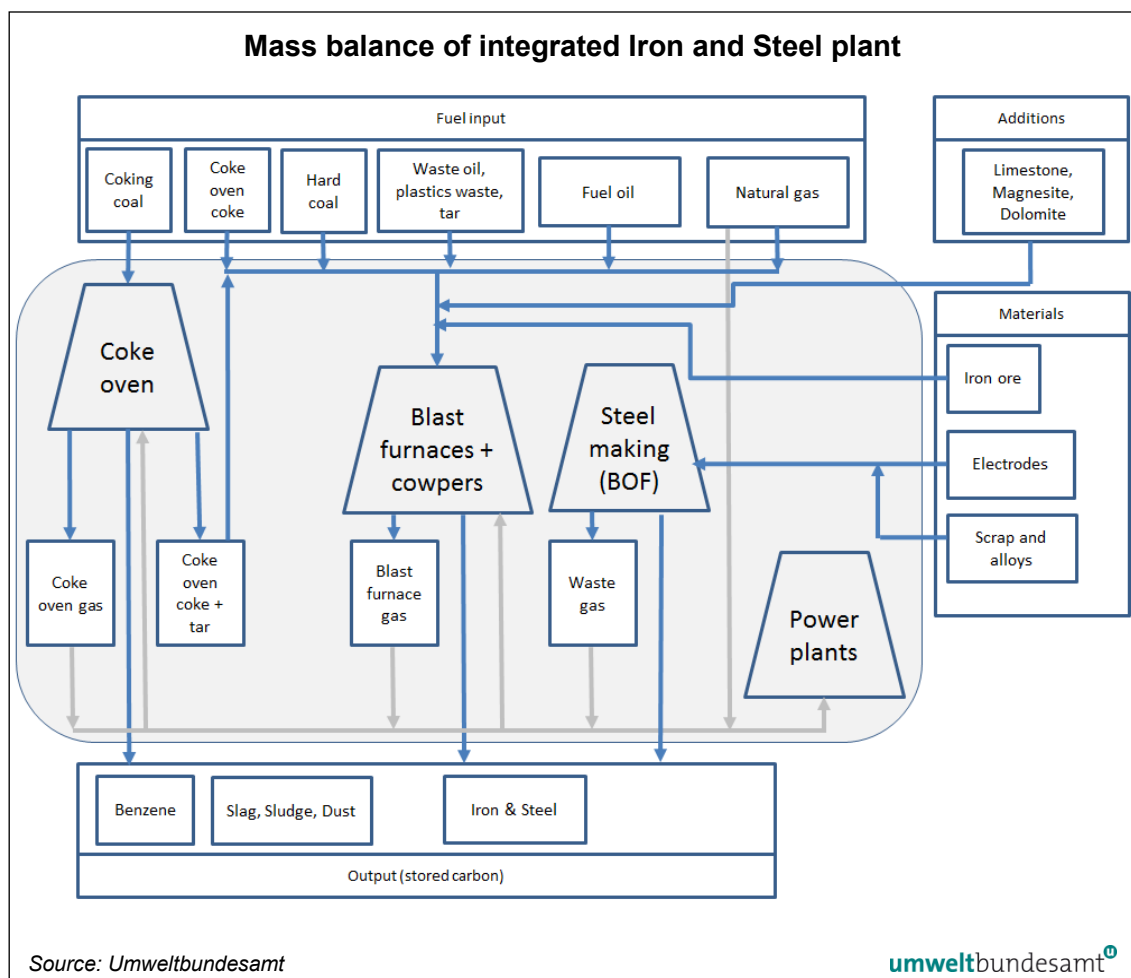 Mass balance of integrated Iron and Steel plant
Fuel input
Additions
Coking
coal
Coke
oven
coke
Hard
coal
Waste oil,
plastics waste,
tar
Fuel oil
Natural gas
Limestone,
Magnesite,
Dolomite
Materials
Coke
oven
Blast
furnaces +
cowpers
Steel
making
(BOF)
Iron ore
Electrodes
Scrap and
alloys
Coke
oven gas
Coke
oven
coke +
tar
Blast
furnace
gas
Waste
gas
Power
plants
Benzene
Slag, Sludge, Dust
Iron & Steel
Output (stored carbon)
Source: Umweltbundesamt
umweltbundesamt u